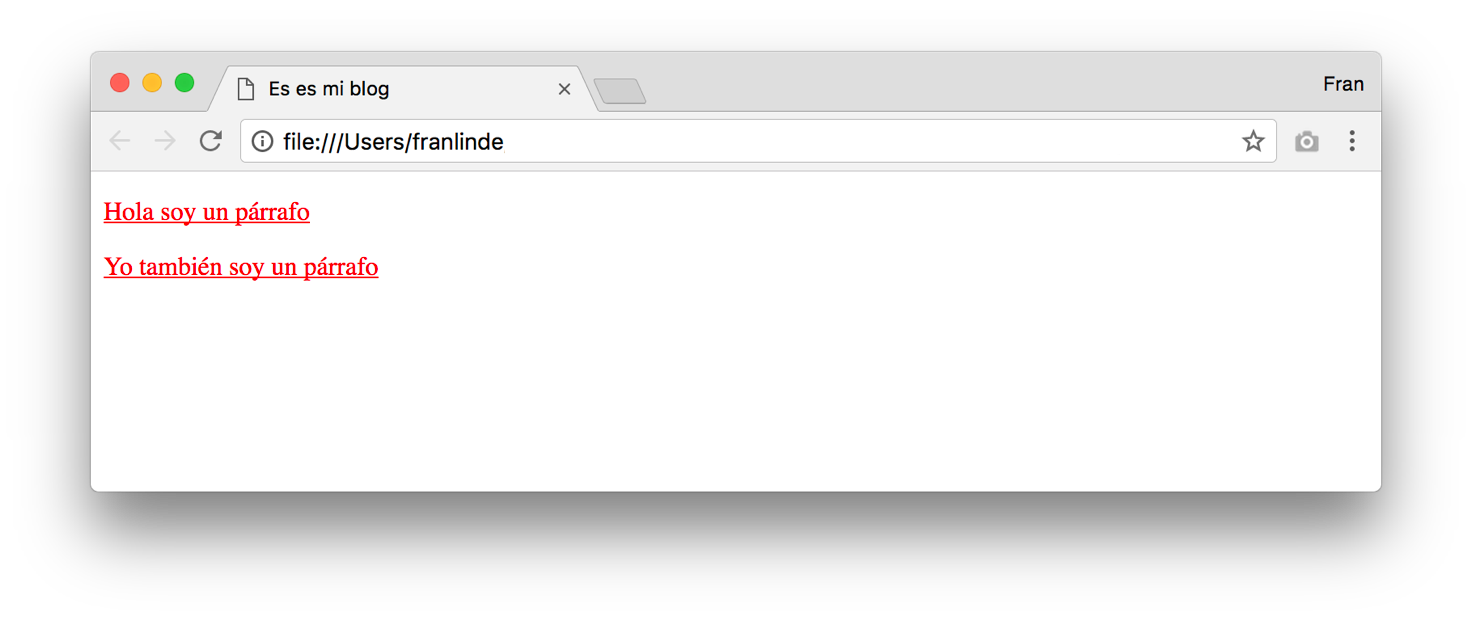 Es es mi blog
Fran
file:///Users/franlinde
Hola soy un párrafo
Yo también soy un párrafo